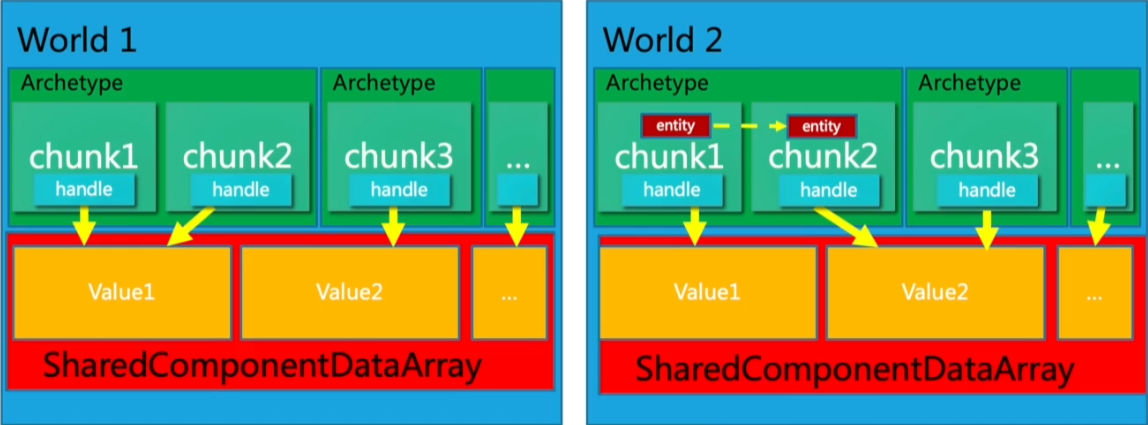 World 1
Archetype
Archetype
chunk1
chunk2
chunk3
...
handle
handle
handle
Value1
Value2
...
SharedComponentDataArray
World 2
Archetype
Archetype
entity
entity
chunk1
chunk2
chunk3
...
handle
handle
handle
Value1
Value2
...
SharedComponentDataArray